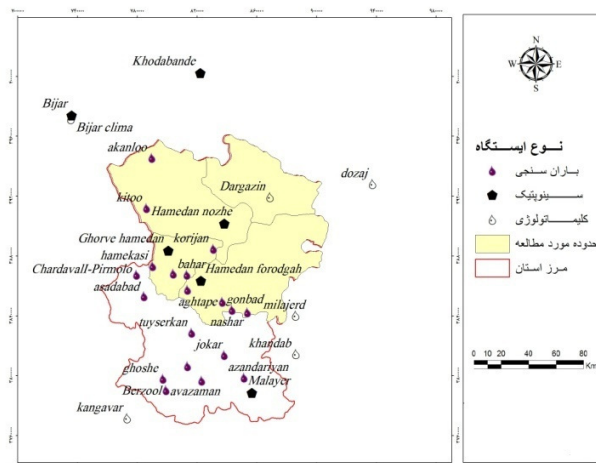 Khodabande
Bijar
Bijar clima
akanloo
dozaj
Dargazin
kitoo
Hamedan nozhe
Ghorve hamedan
korijan
hamekasi
bahar
Chardavall-Pirmolo
Hamedan forodgah
asadabad
aghtape
gonbad
milajerd
nashar
tuyserkan
jokar
khandab
ghoshe
azandariyan
Malayer
Berzool
avazaman
kangavar
N
W
E
S
نوع ایستگاه
باران سنجی
سینوپتیک
کلیماتولوژی
حدوده مورد مطالعه
مرز استان
0 10 20 40 60 80
Km